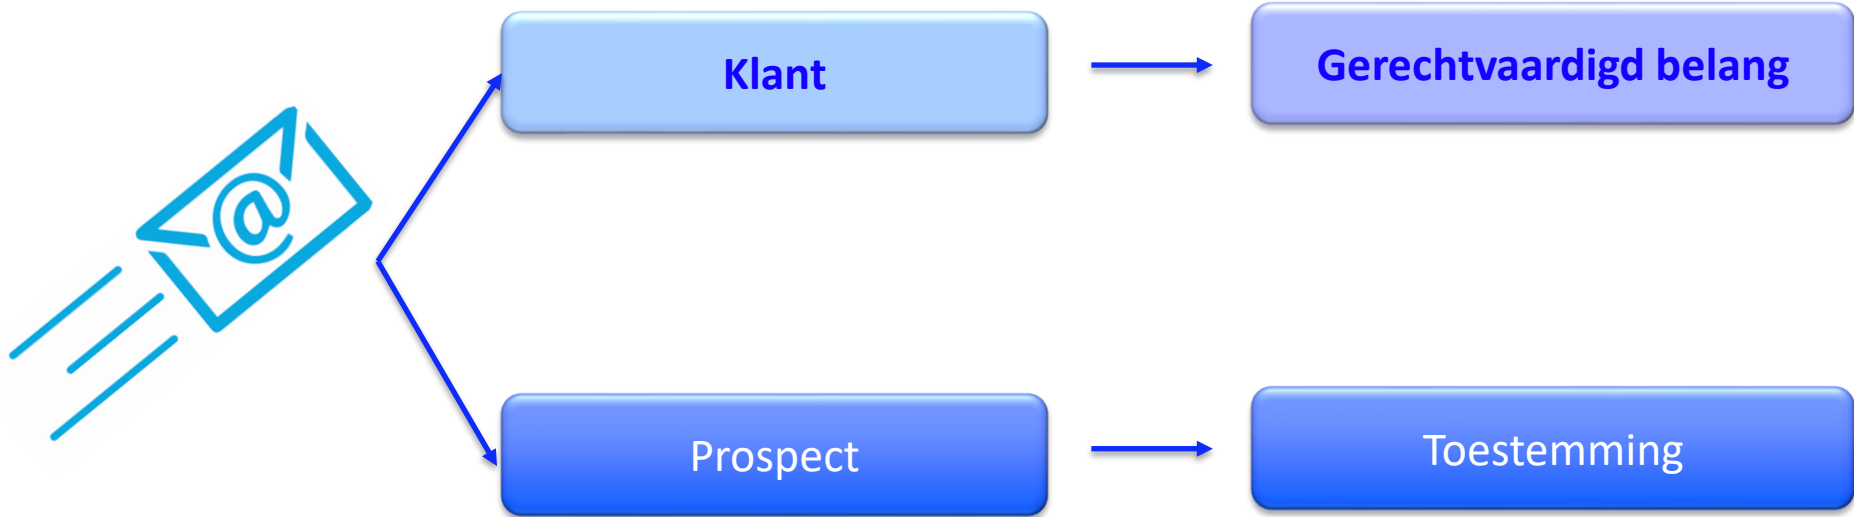 Klant
Gerechtvaardigd belang
@
Prospect
Toestemming